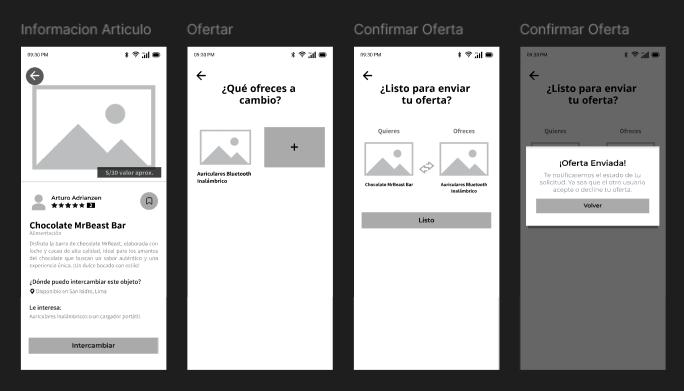 Informacion Articulo
09:30 PM
S/30 valor aprox.
Arturo Adrianzen
Chocolate MrBeast Bar
Alimentación
Disfruta la barra de chocolate MrBeast, elaborada con
leche y cacao de alta calidad, ideal para los amantes
del chocolate que buscan un sabor auténtico y una
experiencia única. ¡Un dulce bocado con estilo!
¿Dónde puedo intercambiar este objeto?
Disponible en San Isidro, Lima
Le interesa:
Auriculares inalámbricos o un cargador portátil.
Intercambiar
Ofertar
09:30 PM
¿Qué ofreces a
cambio?
+
Auriculares Bluetooth
Inalámbrico
Confirmar Oferta
09:30 PM
¿Listo para enviar
tu oferta?
Quieres
Ofreces
Chocolate MrBeast Bar
Auriculares Bluetooth
Inalámbrico
Listo
Confirmar Oferta
09:30 PM
¿Listo para enviar
tu oferta?
Quieres
Ofreces
¡Oferta Enviada!
Te notificaremos el estado de tu
solicitud. Ya sea que el otro usuario
acepte o decline tu oferta.
Volver